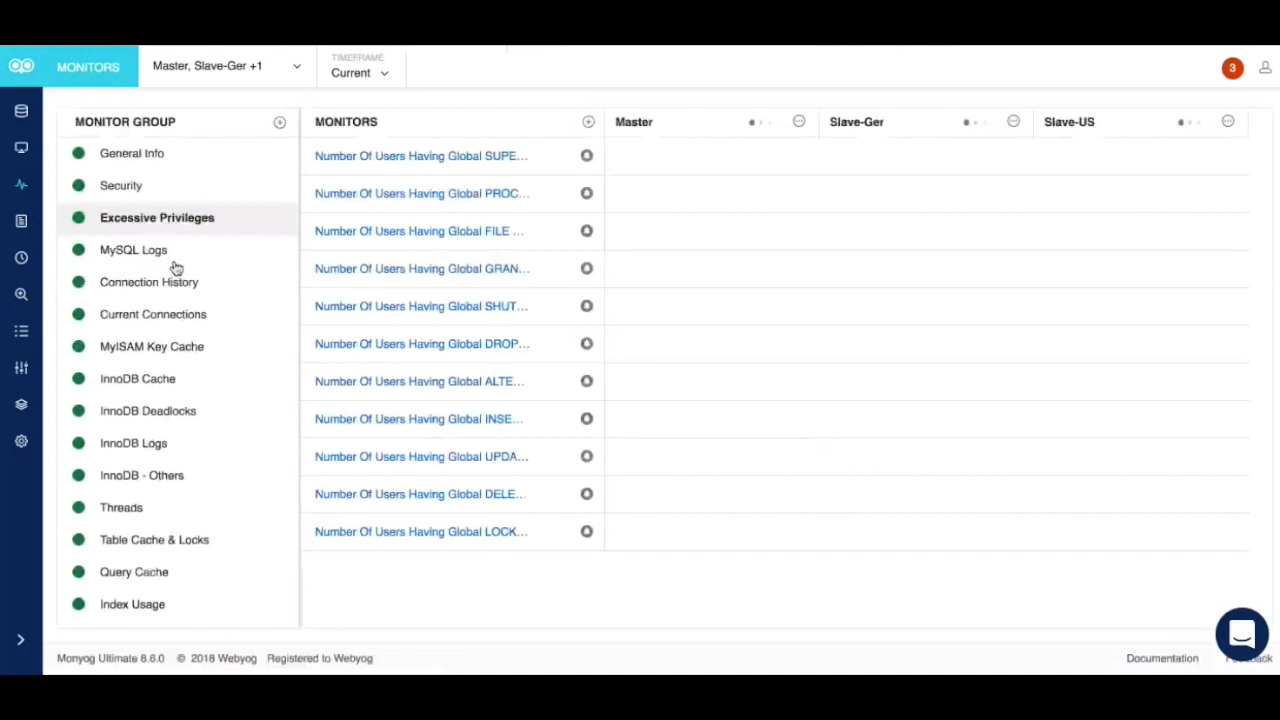 MONITORS
Master, Slave-Ger +1
TIMEFRAME
Current
3
MONITOR GROUP
General Info
Security
Excessive Privileges
MySQL Logs
Connection History
Current Connections
MyISAM Key Cache
InnoDB Cache
InnoDB Deadlocks
InnoDB Logs
InnoDB - Others
Threads
Table Cache & Locks
Query Cache
Index Usage
MONITORS
Number Of Users Having Global SUPE...
Number Of Users Having Global PROC...
Number Of Users Having Global FILE ...
Number Of Users Having Global GRAN...
Number Of Users Having Global SHUT...
Number Of Users Having Global DROP...
Number Of Users Having Global ALTE...
Number Of Users Having Global INSE...
Number Of Users Having Global UPDA...
Number Of Users Having Global DELE...
Number Of Users Having Global LOCK...
Master
Slave-Ger
Slave-US
Monyog Ultimate 8.6.0 © 2018 Webyog Registered to Webyog
Documentation